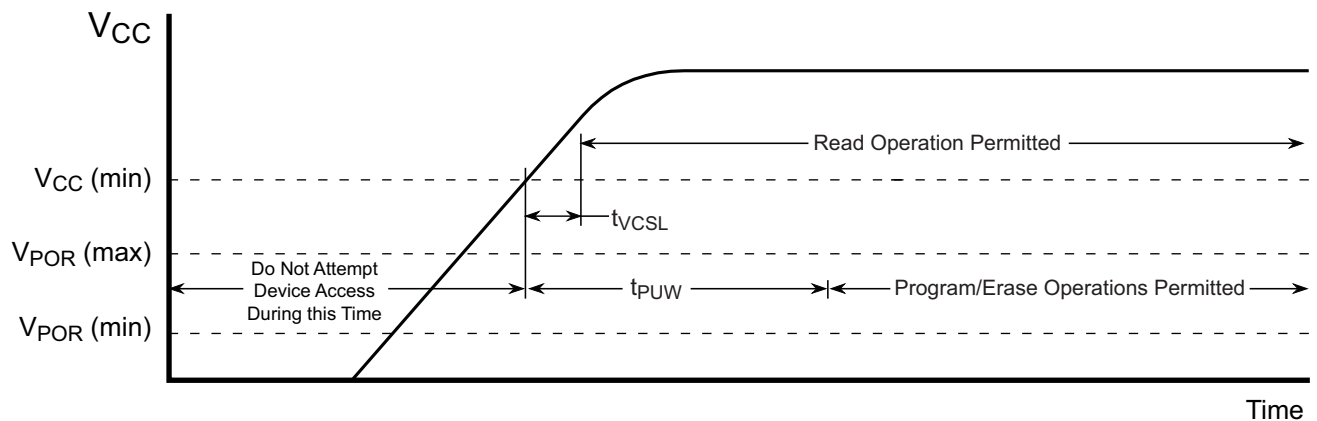 VCC
Read Operation Permitted
VCC (min)
tVCSL
VPOR (max)
Do Not Attempt
Device Access
During this Time
tPUW
Program/Erase Operations Permitted
VPOR (min)
Time